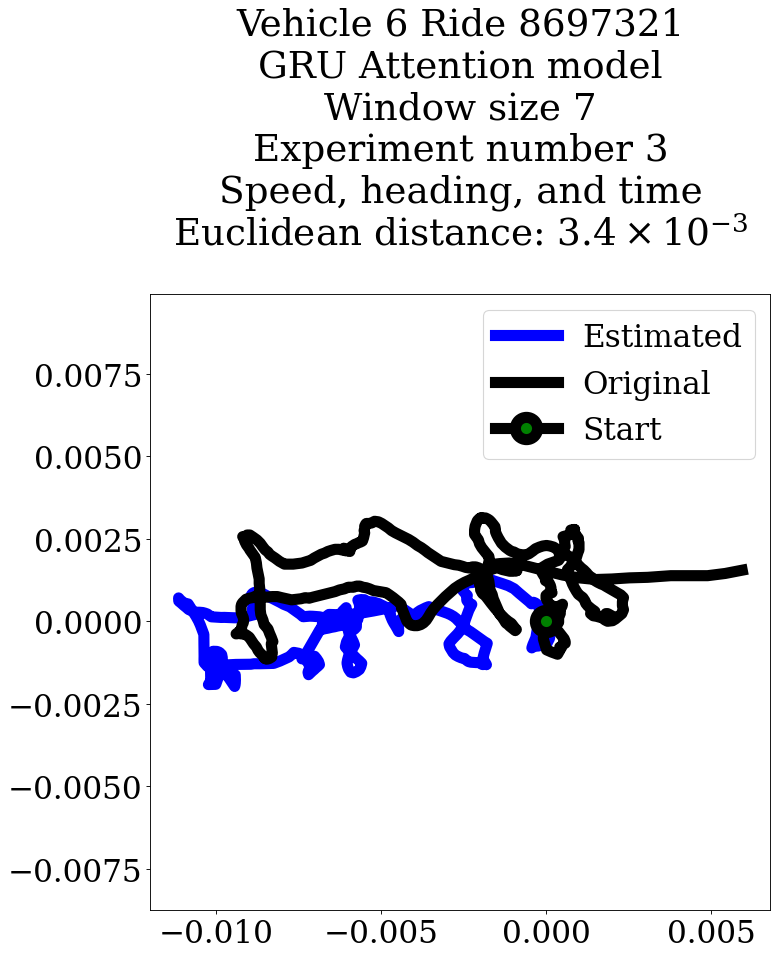 Vehicle 6 Ride 8697321
GRU Attention model
Window size 7
Experiment number 3
Speed, heading, and time
Euclidean distance: 3.4 × 10⁻³
Estimated
Original
Start
0.0075
0.0050
0.0025
0.0000
−0.0025
−0.0050
−0.0075
−0.010
−0.005
0.000
0.005